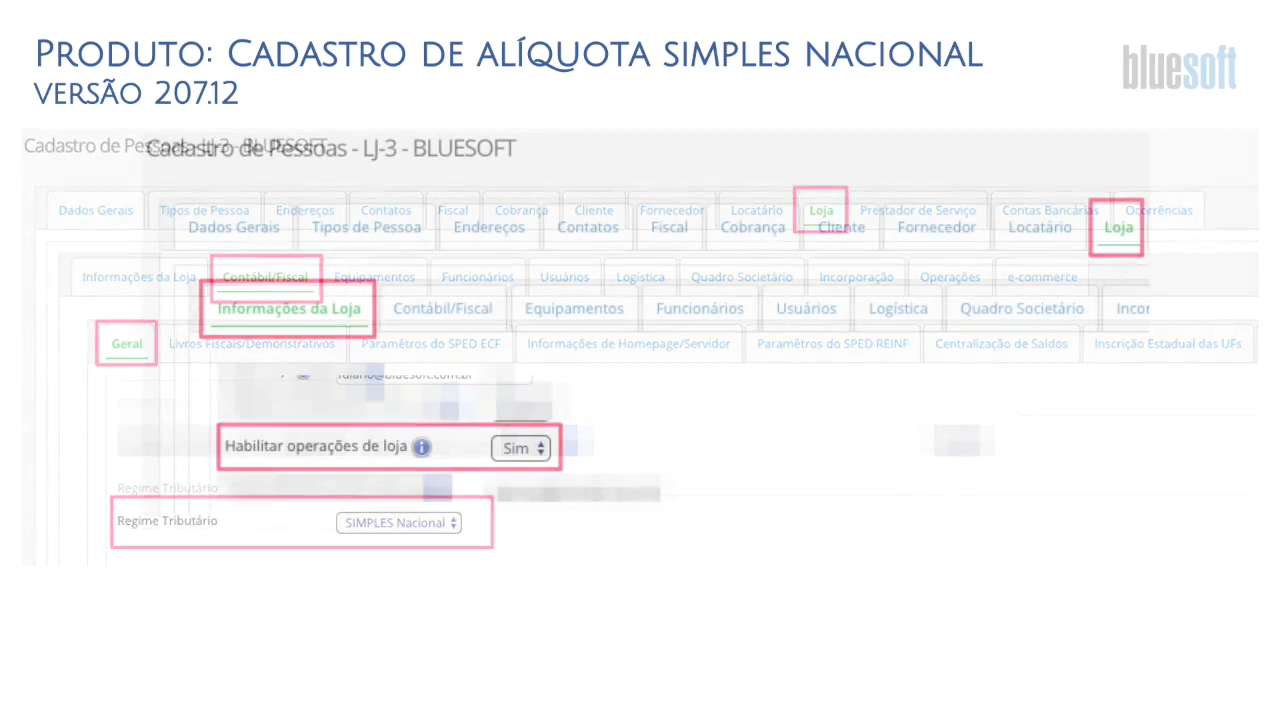 Produto: Cadastro de alíquota simples nacional
versão 207.12
bluesoft
Cadastro de Pessoas - LJ-3 - BLUESOFT
Cadastro de Pessoas - LJ-3 - BLUESOFT
Dados Gerais Tipos de Pessoa Endereços Contatos Fiscal Cobrança Cliente Fornecedor Locatário Loja Prestador de Serviço Contas Bancárias Ocorrências
Dados Gerais Tipos de Pessoa Endereços Contatos Fiscal Cobrança Cliente Fornecedor Locatário Loja
Informações da Loja Contábil/Fiscal Equipamentos Funcionários Usuários Logística Quadro Societário Incorporação Operações e-commerce
Informações da Loja Contábil/Fiscal Equipamentos Funcionários Usuários Logística Quadro Societário Incor
Geral Livros Fiscais/Demonstrativos Paramêtros do SPED ECF Informações de Homepage/Servidor Paramêtros do SPED REINF Centralização de Saldos Inscrição Estadual das UFs
Habilitar operações de loja Sim
Regime Tributário
Regime Tributário SIMPLES Nacional